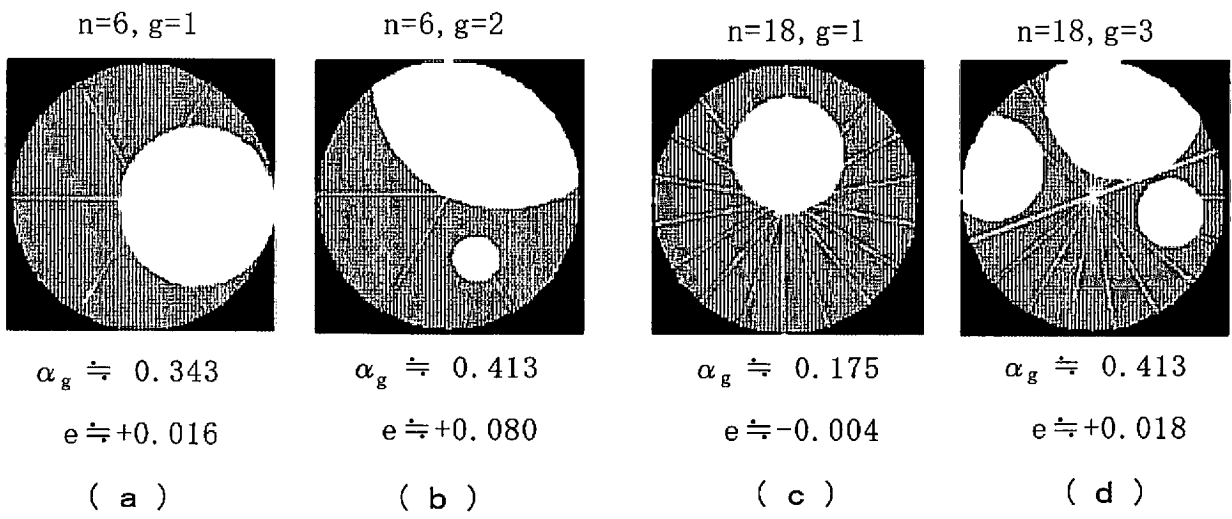 n=6, g=1 n=6, g=2 n=18, g=1 n=18, g=3
α_g ≒ 0.343 α_g ≒ 0.413 α_g ≒ 0.175 α_g ≒ 0.413
e≒+0.016 e≒+0.080 e≒-0.004 e≒+0.018
( a ) ( b ) ( c ) ( d )